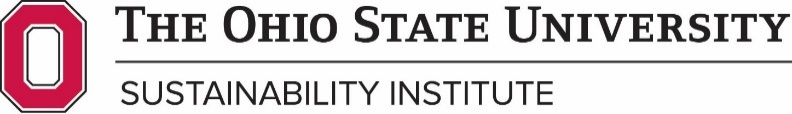 THE OHIO STATE UNIVERSITY
SUSTAINABILITY INSTITUTE